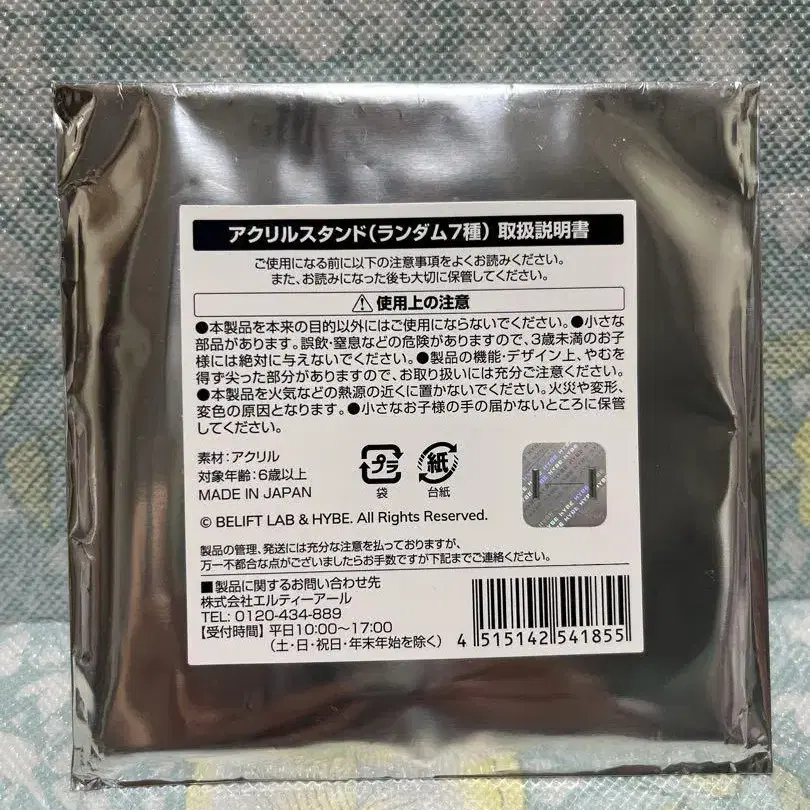 アクリルスタンド(ランダム7種) 取扱説明書
ご使用になる前に以下の注意事項をよくお読みください。
また、お読みになった後も大切に保管してください。
使用上の注意
●本製品を本来の目的以外にはご使用にならないでください。●小さな
部品があります。誤飲・窒息などの危険がありますので、3歳未満のお子
様には絶対に与えないでください。●製品の機能・デザイン上、やむを
得ず尖った部分がありますので、お取り扱いには充分ご注意ください。
●本製品を火気などの熱源の近くに置かないでください。火災や変形、
変色の原因となります。●小さなお子様の手の届かないところに保管
してください。
素材:アクリル
対象年齢:6歳以上
MADE IN JAPAN
プラ
袋
紙
台紙
HYBE HYBE
© BELIFT LAB & HYBE. All Rights Reserved.
製品の管理、発送には充分な注意を払っておりますが、
万一不都合な点がございましたらお手数ですが下記までご連絡ください。
■製品に関するお問い合わせ先
株式会社エルティーアール
TEL: 0120-434-889
【受付時間】平日10:00〜17:00
(土・日・祝日・年末年始を除く)
4 515142 541855